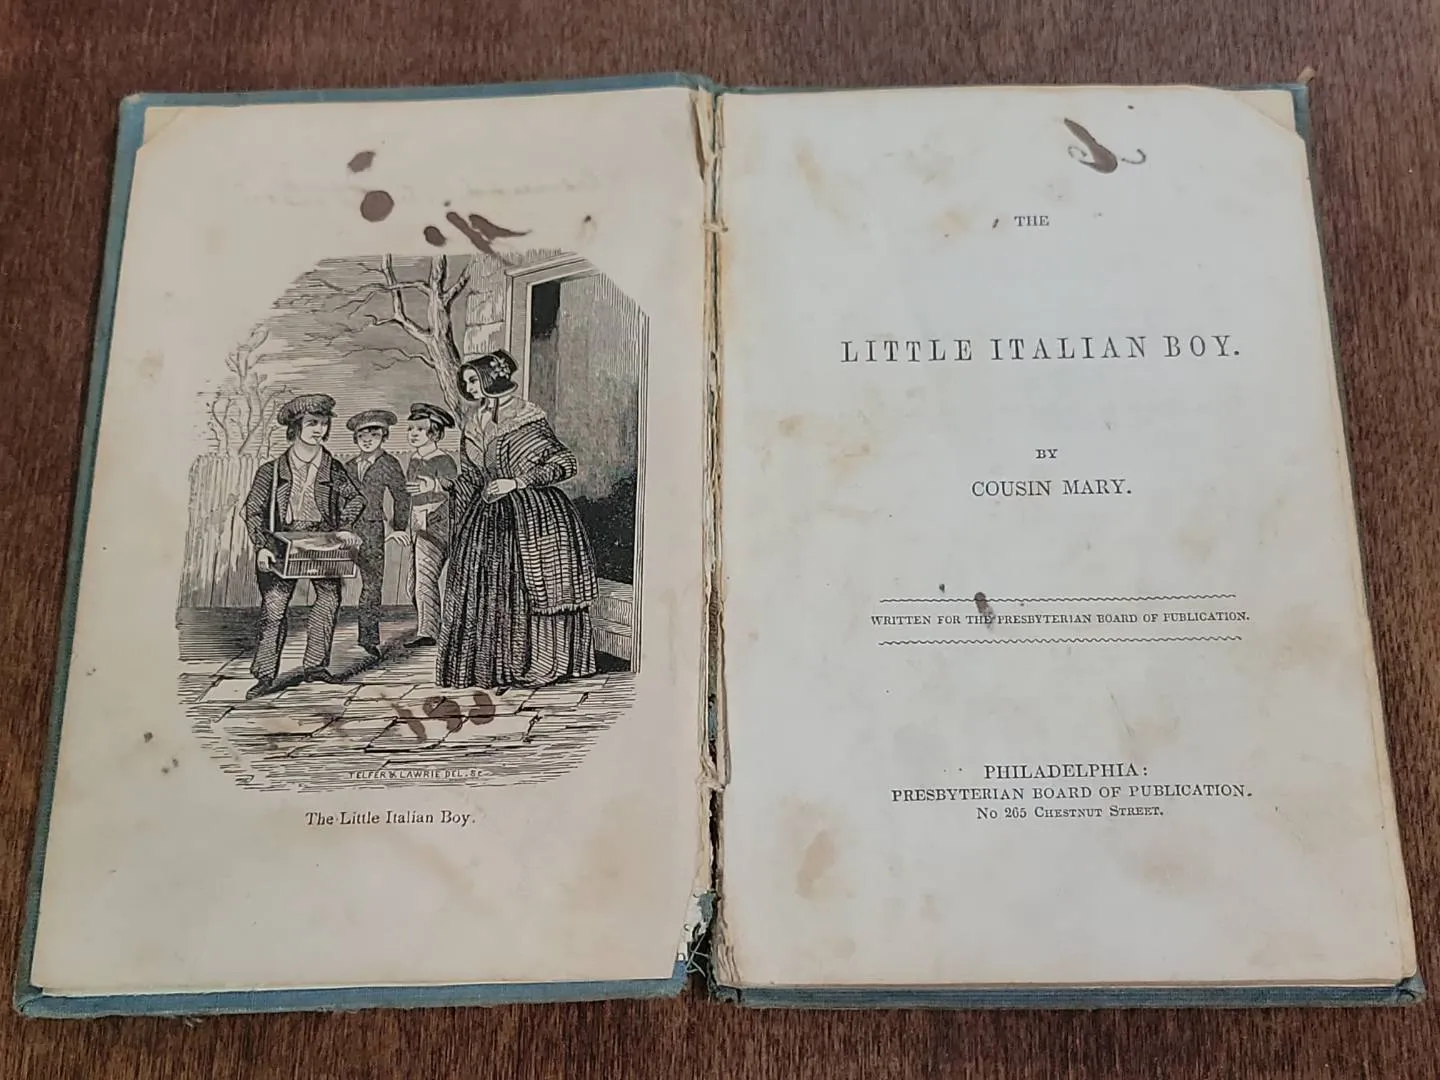 TELFER & LAWRIE DEL. Sc
The Little Italian Boy.
THE
LITTLE ITALIAN BOY.
BY
COUSIN MARY.
WRITTEN FOR THE PRESBYTERIAN BOARD OF PUBLICATION.
PHILADELPHIA:
PRESBYTERIAN BOARD OF PUBLICATION.
No 265 Chestnut Street.